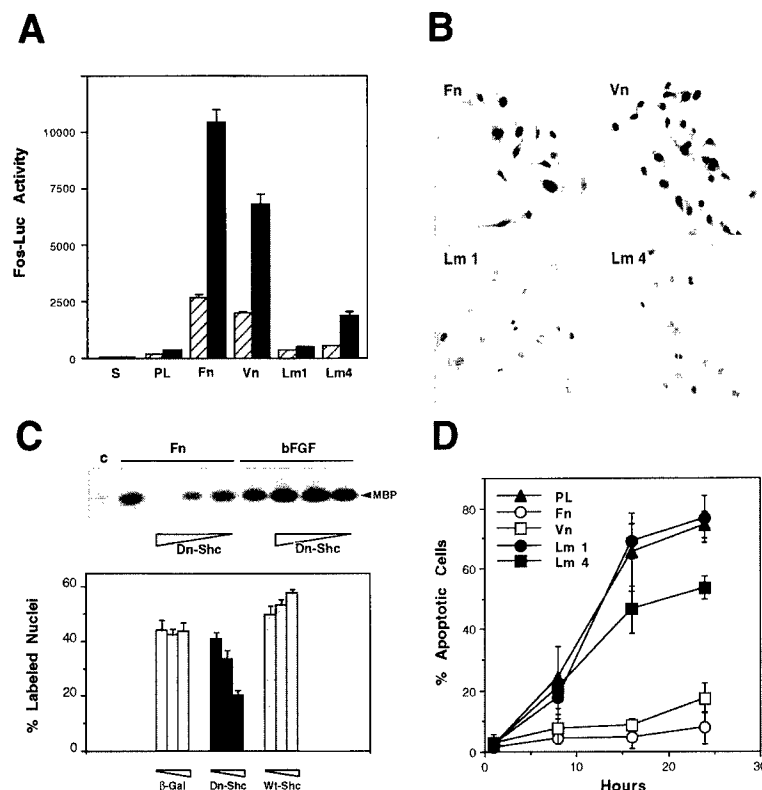 A
Fos-Luc Activity
10000
7500
5000
2500
0
S PL Fn Vn Lm1 Lm4
B
Fn Vn
Lm 1 Lm 4
C
c Fn bFGF
MBP
Dn-Shc Dn-Shc
% Labeled Nuclei
60
40
20
0
β-Gal Dn-Shc Wt-Shc
D
% Apoptotic Cells
80
60
40
20
0
PL
Fn
Vn
Lm 1
Lm 4
0 10 20 30
Hours